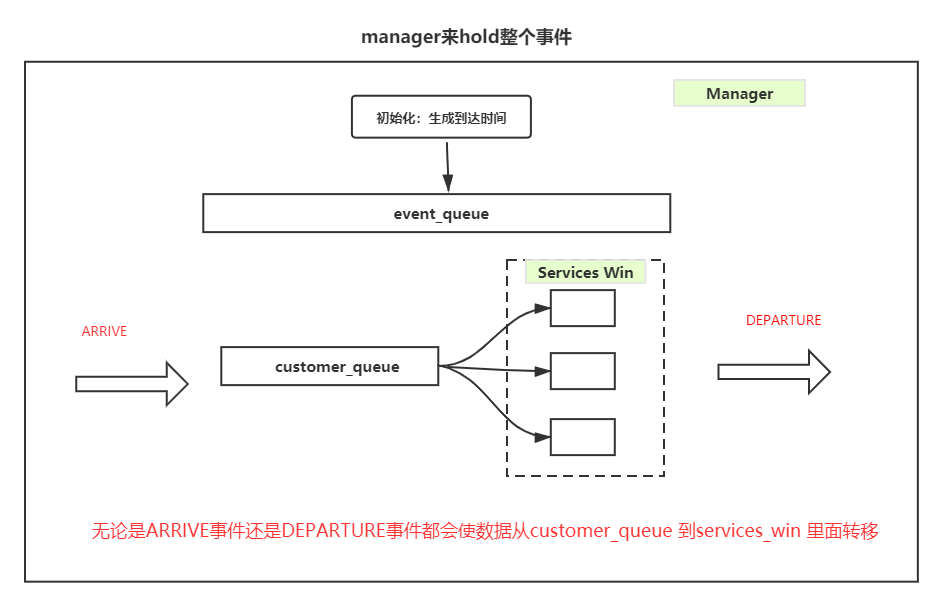 manager来hold整个事件
Manager
初始化：生成到达时间
event_queue
Services Win
ARRIVE
DEPARTURE
customer_queue
无论是ARRIVE事件还是DEPARTURE事件都会使数据从customer_queue 到services_win 里面转移